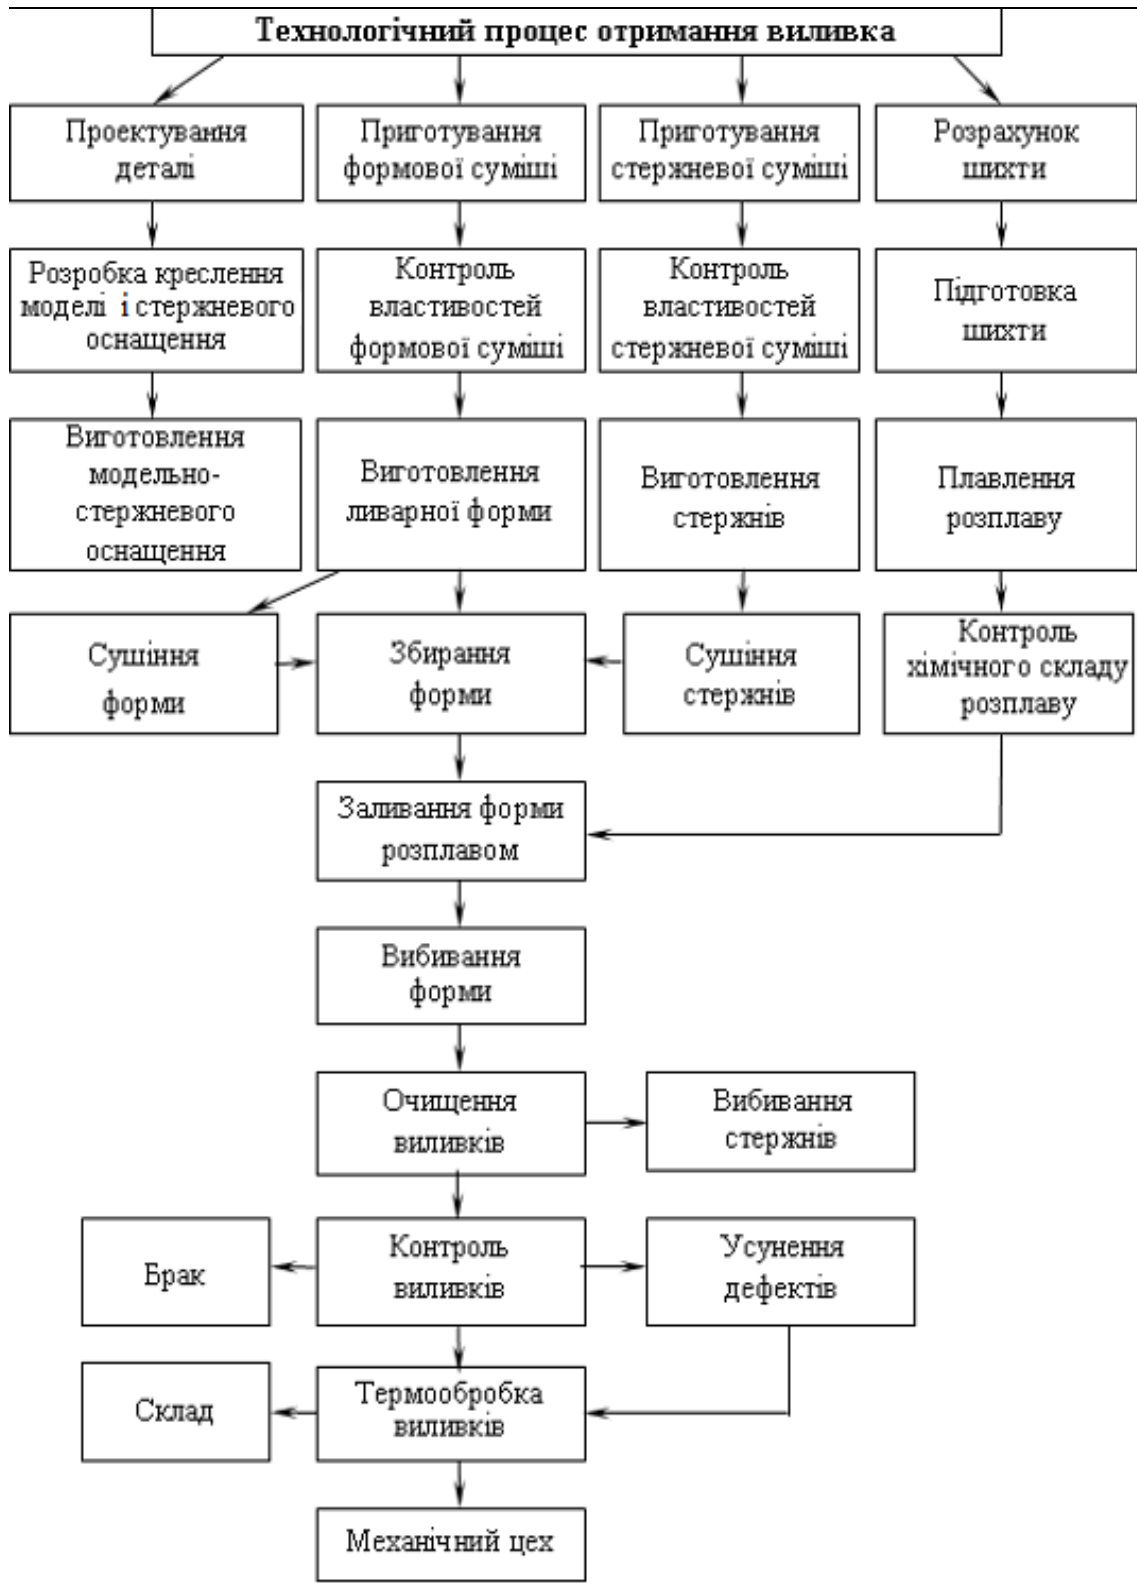 Технологічний процес отримання виливка
Проектування
деталі
Приготування
формової суміші
Приготування
стержневої суміші
Розрахунок
шихти
Розробка креслення
моделі і стержневого
оснащення
Контроль
властивостей
формової суміші
Контроль
властивостей
стержневої суміші
Підготовка
шихти
Виготовлення
модельно-
стержневого
оснащення
Виготовлення
ливарної форми
Виготовлення
стержнів
Плавлення
розплаву
Сушіння
форми
Збирання
форми
Сушіння
стержнів
Контроль
хімічного складу
розплаву
Заливання форми
розплавом
Вибивання
форми
Очищення
виливків
Вибивання
стержнів
Брак
Контроль
виливків
Усунення
дефектів
Склад
Термообробка
виливків
Механічний цех